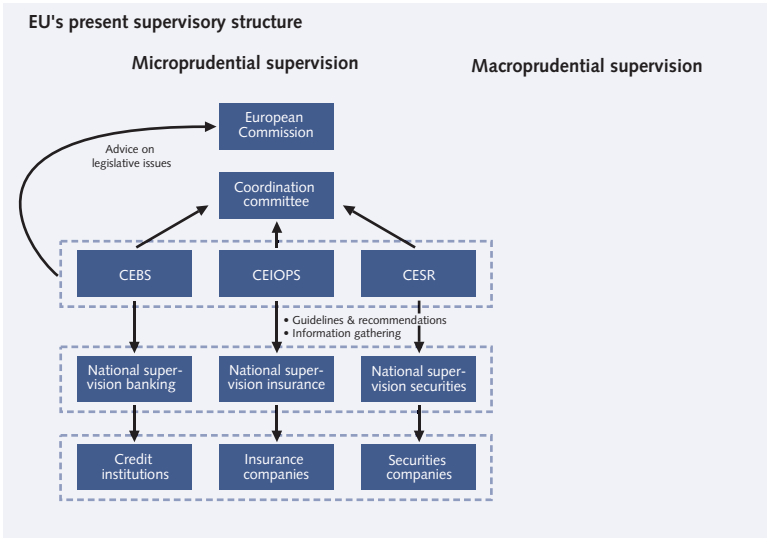 EU's present supervisory structure
Microprudential supervision
Macroprudential supervision
European
Commission
Advice on
legislative issues
Coordination
committee
CEBS
CEIOPS
CESR
• Guidelines & recommendations
• Information gathering
National super-
vision banking
National super-
vision insurance
National super-
vision securities
Credit
institutions
Insurance
companies
Securities
companies